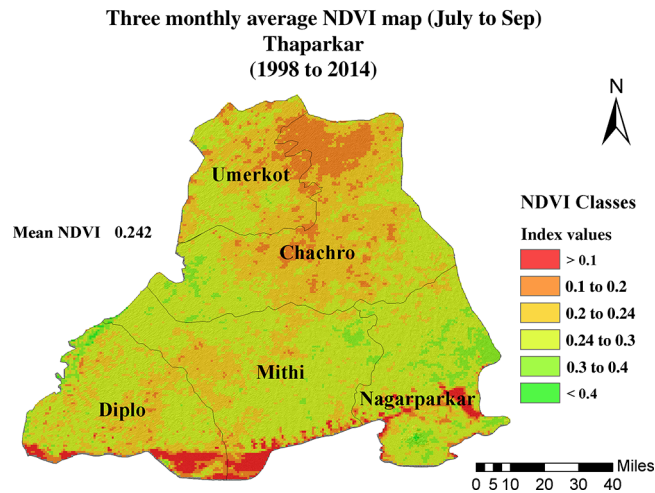 Three monthly average NDVI map (July to Sep)
Thaparkar
(1998 to 2014)
N
Umerkot
Mean NDVI 0.242
Chachro
NDVI Classes
Index values
> 0.1
0.1 to 0.2
0.2 to 0.24
0.24 to 0.3
0.3 to 0.4
< 0.4
Mithi
Diplo
Nagarparkar
Miles
0 5 10 20 30 40